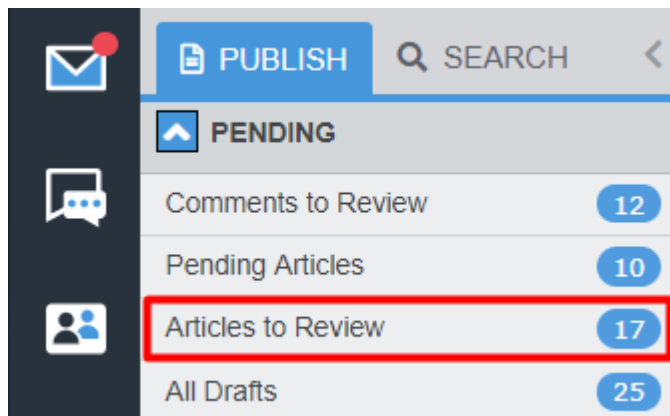 PUBLISH SEARCH
PENDING
Comments to Review 12
Pending Articles 10
Articles to Review 17
All Drafts 25